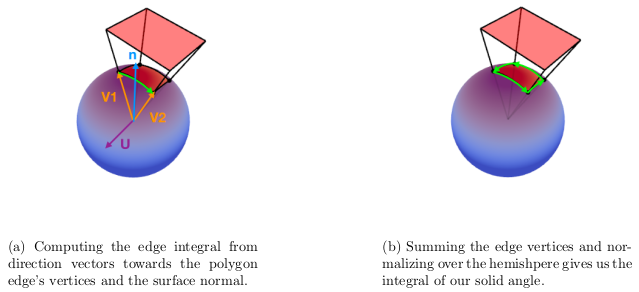 n
V1
V2
U
(a) Computing the edge integral from
direction vectors towards the polygon
edge's vertices and the surface normal.
(b) Summing the edge vertices and nor-
malizing over the hemishpere gives us the
integral of our solid angle.